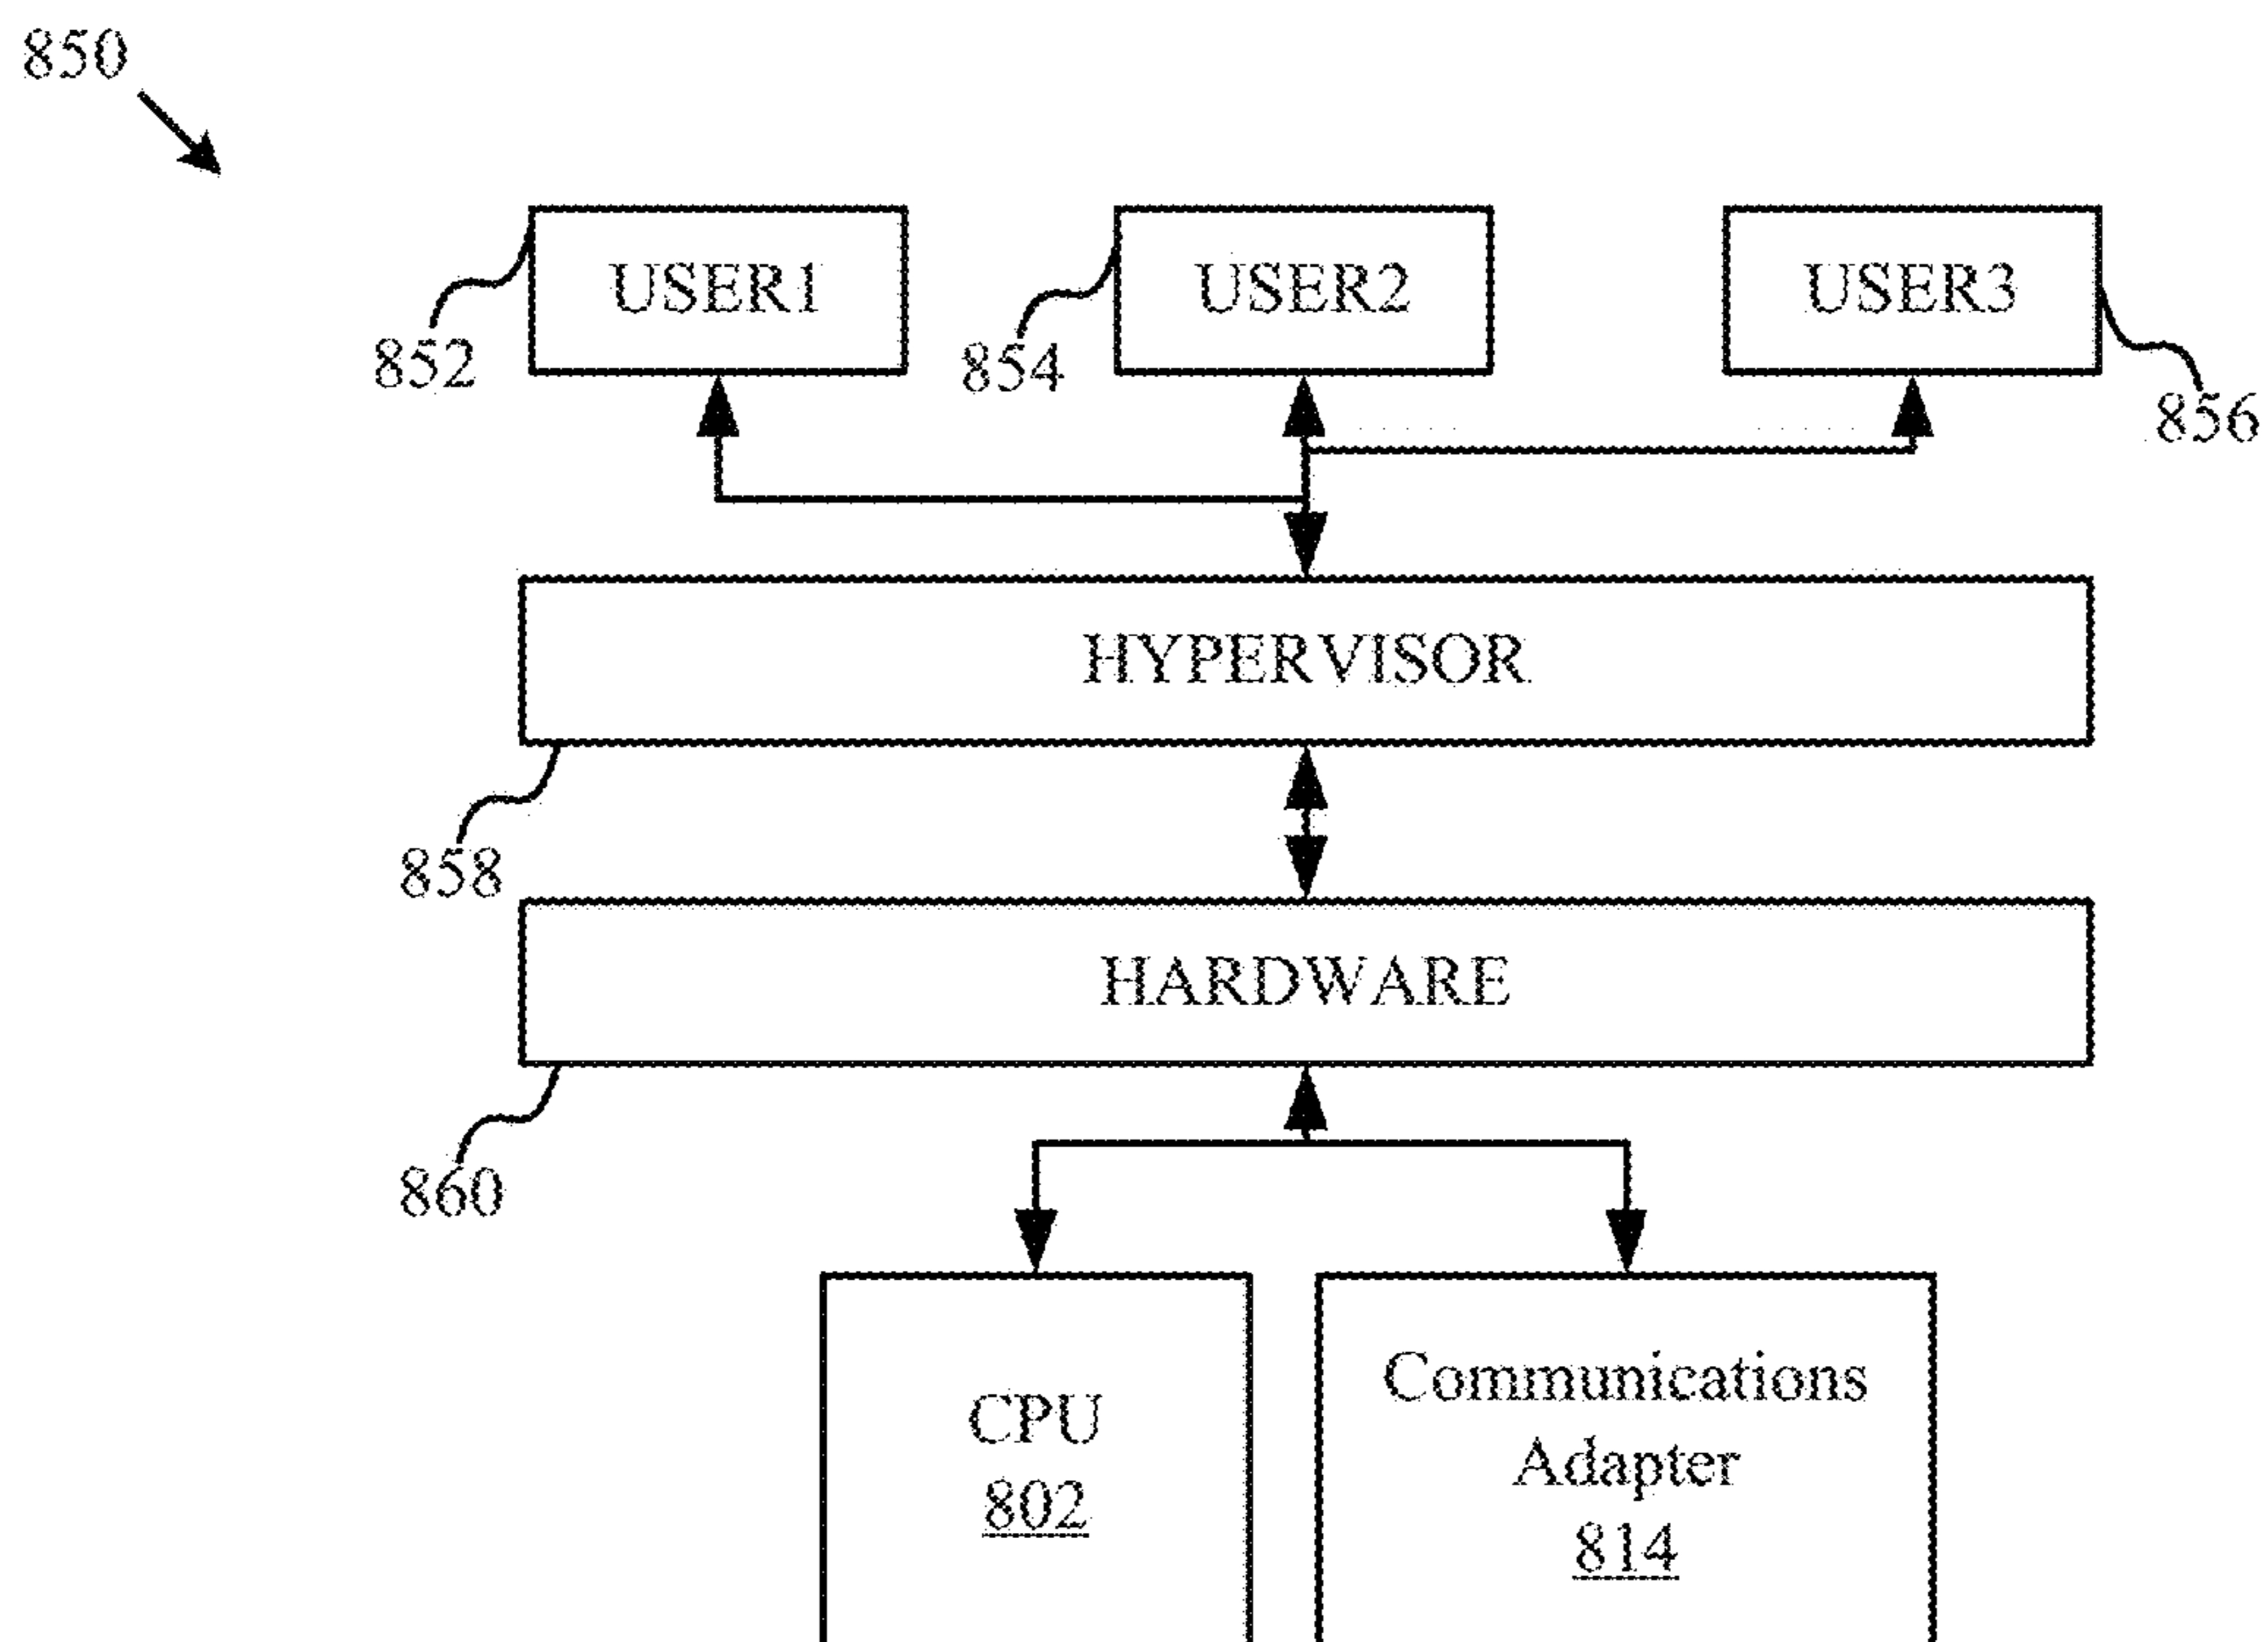 850
USER1
USER2
USER3
852
854
856
HYPERVISOR
858
HARDWARE
860
CPU
802
Communications
Adapter
814